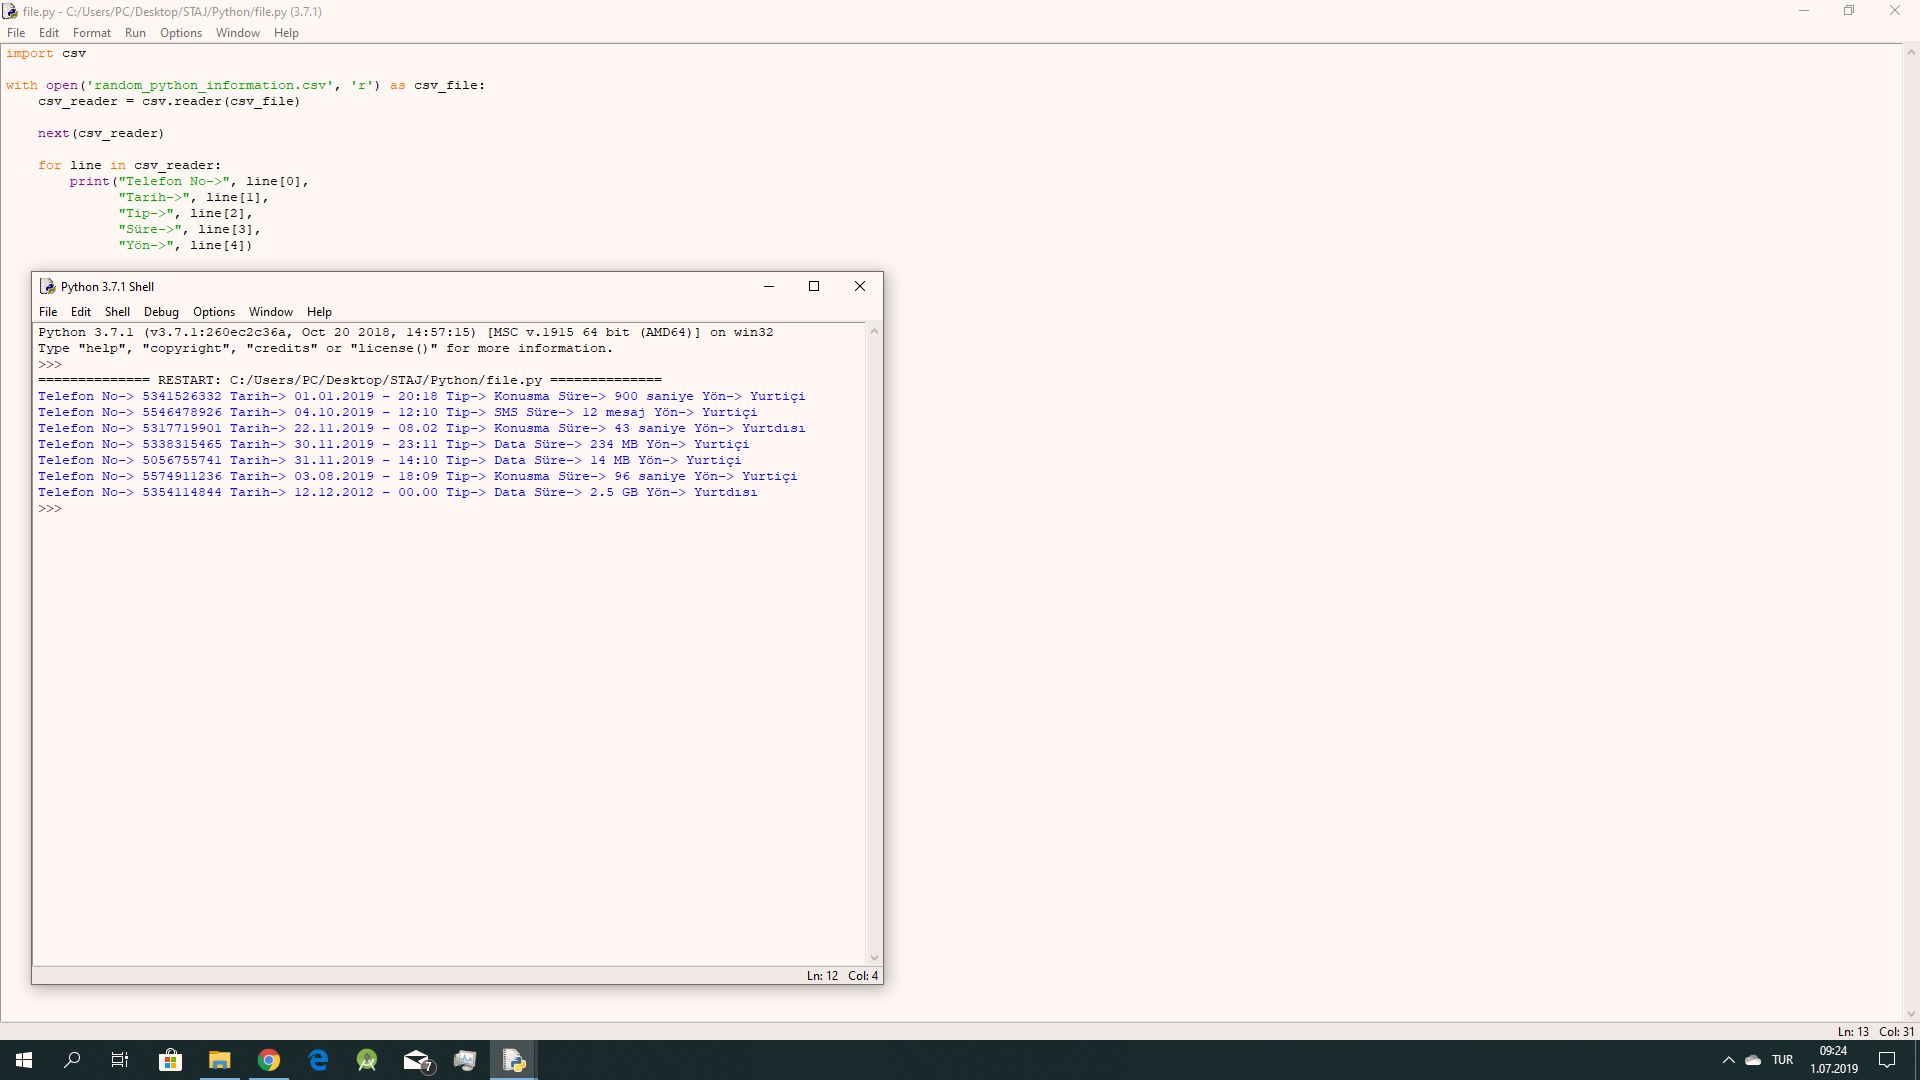 file.py - C:/Users/PC/Desktop/STAJ/Python/file.py (3.7.1)
File Edit Format Run Options Window Help
import csv
with open('random_python_information.csv', 'r') as csv_file:
    csv_reader = csv.reader(csv_file)
    next(csv_reader)
    for line in csv_reader:
        print("Telefon No->", line[0],
              "Tarih->", line[1],
              "Tip->", line[2],
              "Süre->", line[3],
              "Yön->", line[4])
Python 3.7.1 Shell
File Edit Shell Debug Options Window Help
Python 3.7.1 (v3.7.1:260ec2c36a, Oct 20 2018, 14:57:15) [MSC v.1915 64 bit (AMD64)] on win32
Type "help", "copyright", "credits" or "license()" for more information.
>>>
============== RESTART: C:/Users/PC/Desktop/STAJ/Python/file.py ==============
Telefon No-> 5341526332 Tarih-> 01.01.2019 - 20:18 Tip-> Konusma Süre-> 900 saniye Yön-> Yurtiçi
Telefon No-> 5546478926 Tarih-> 04.10.2019 - 12:10 Tip-> SMS Süre-> 12 mesaj Yön-> Yurtiçi
Telefon No-> 5317719901 Tarih-> 22.11.2019 - 08.02 Tip-> Konusma Süre-> 43 saniye Yön-> Yurtdısı
Telefon No-> 5338315465 Tarih-> 30.11.2019 - 23:11 Tip-> Data Süre-> 234 MB Yön-> Yurtiçi
Telefon No-> 5056755741 Tarih-> 31.11.2019 - 14:10 Tip-> Data Süre-> 14 MB Yön-> Yurtiçi
Telefon No-> 5574911236 Tarih-> 03.08.2019 - 18:09 Tip-> Konusma Süre-> 96 saniye Yön-> Yurtiçi
Telefon No-> 5354114844 Tarih-> 12.12.2012 - 00.00 Tip-> Data Süre-> 2.5 GB Yön-> Yurtdısı
>>>
Ln: 12 Col: 4
Ln: 13 Col: 31
7
TUR
09:24
1.07.2019